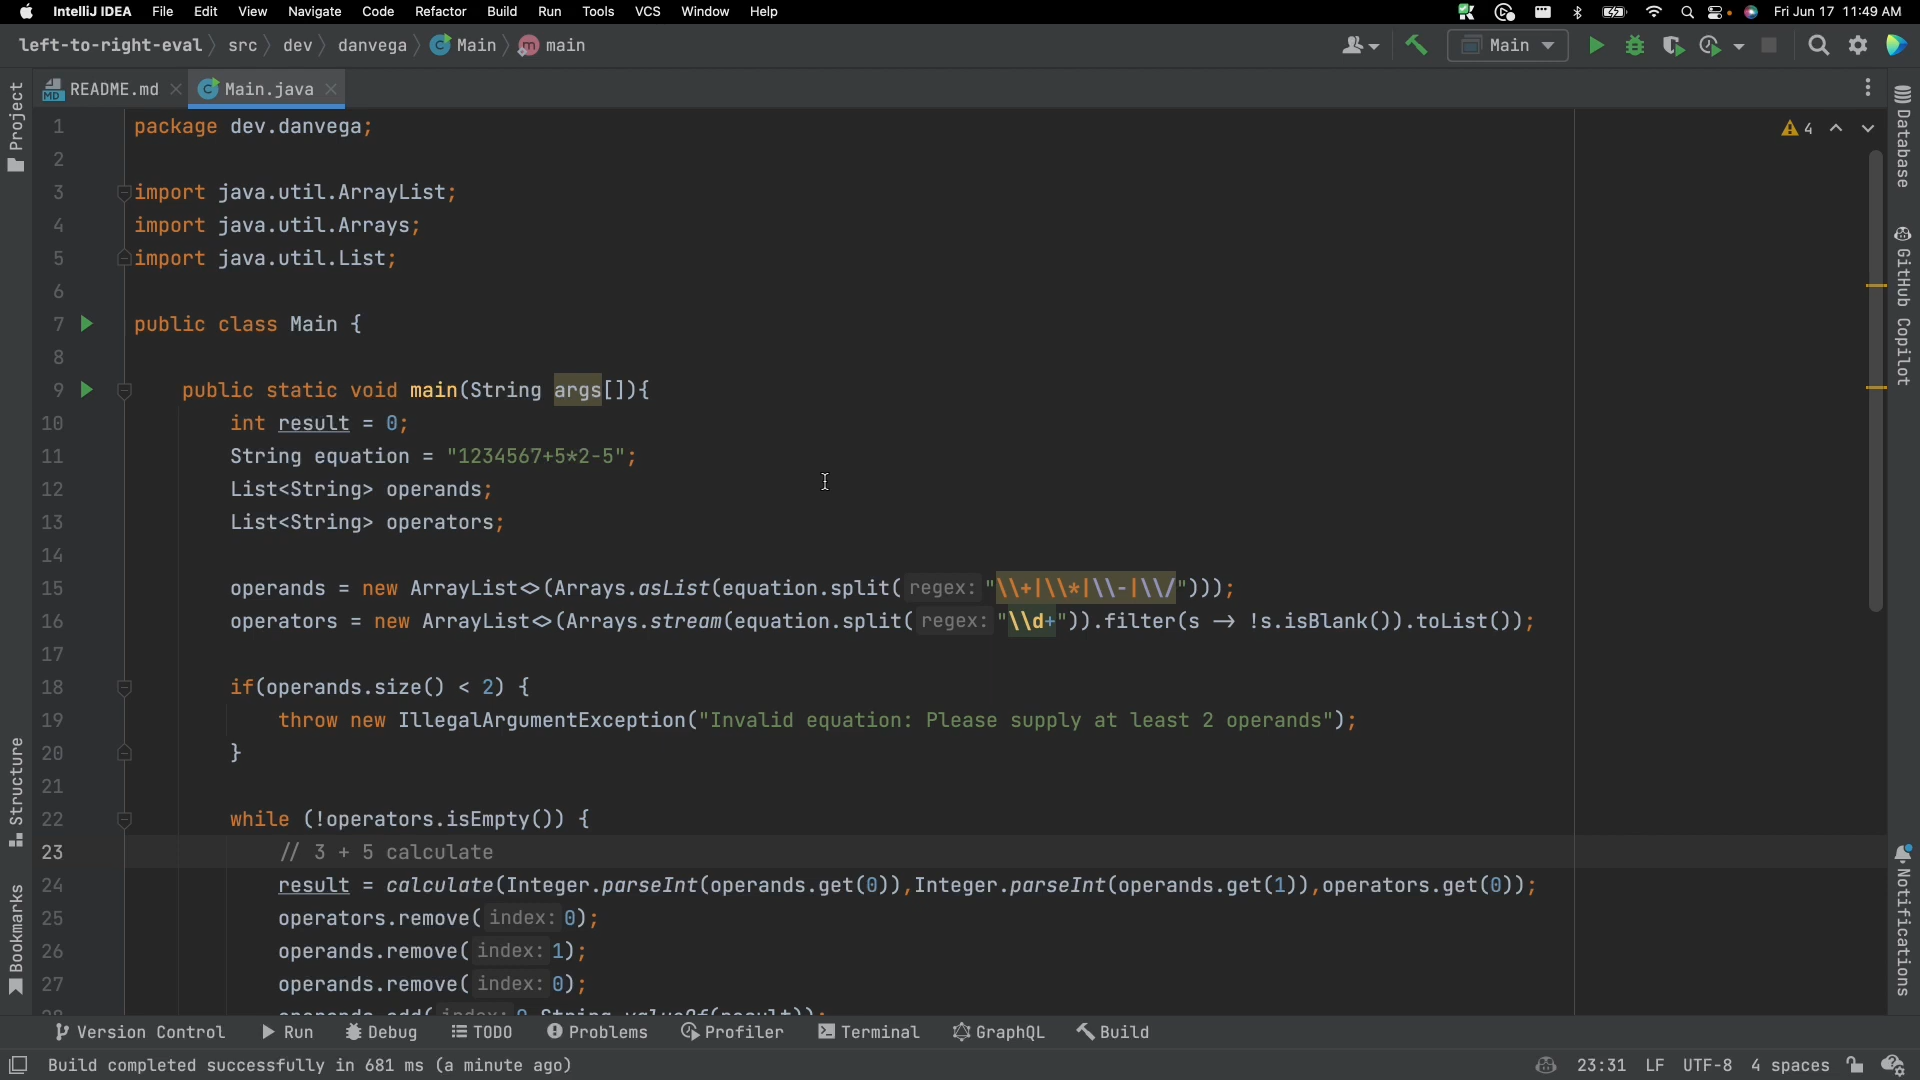 IntelliJ IDEA File Edit View Navigate Code Refactor Build Run Tools VCS Window Help Fri Jun 17 11:49 AM
left-to-right-eval src dev danvega Main main Main
README.md Main.java
Project
Database
GitHub Copilot
Structure
Bookmarks
Notifications
4
1 package dev.danvega;
2
3 import java.util.ArrayList;
4 import java.util.Arrays;
5 import java.util.List;
6
7 public class Main {
8
9 public static void main(String args[]){
10 int result = 0;
11 String equation = "1234567+5*2-5";
12 List<String> operands;
13 List<String> operators;
14
15 operands = new ArrayList<>(Arrays.asList(equation.split( regex: "\\+|\\*|\\-|\\/")));
16 operators = new ArrayList<>(Arrays.stream(equation.split( regex: "\\d+")).filter(s -> !s.isBlank()).toList());
17
18 if(operands.size() < 2) {
19 throw new IllegalArgumentException("Invalid equation: Please supply at least 2 operands");
20 }
21
22 while (!operators.isEmpty()) {
23 // 3 + 5 calculate
24 result = calculate(Integer.parseInt(operands.get(0)),Integer.parseInt(operands.get(1)),operators.get(0));
25 operators.remove( index: 0);
26 operands.remove( index: 1);
27 operands.remove( index: 0);
Version Control Run Debug TODO Problems Profiler Terminal GraphQL Build
Build completed successfully in 681 ms (a minute ago) 23:31 LF UTF-8 4 spaces